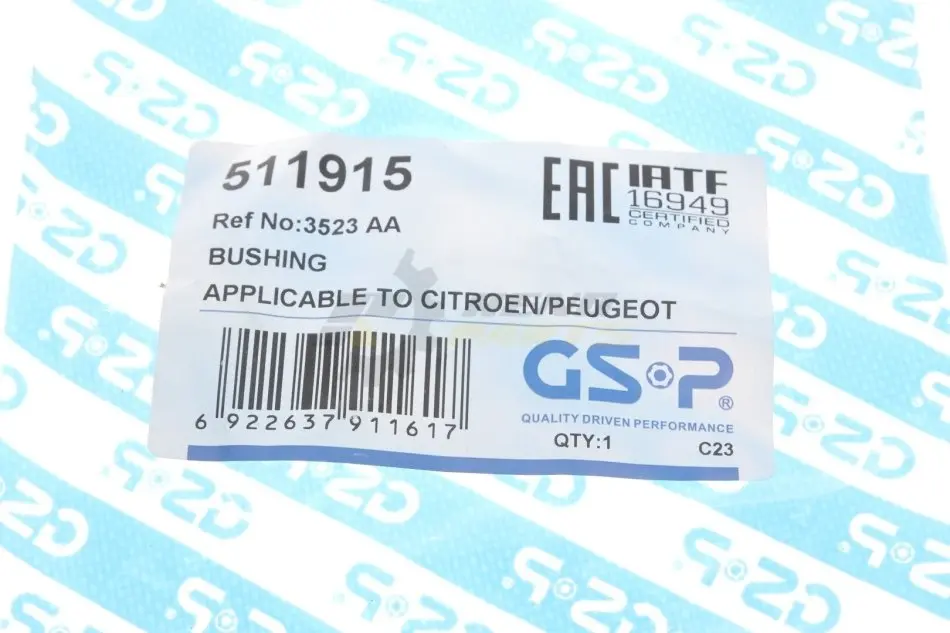 511915
EAC IATF
16949
CERTIFIED
COMPANY
Ref No:3523 AA
BUSHING
APPLICABLE TO CITROEN/PEUGEOT
6 922637 911617
GS·P®
QUALITY DRIVEN PERFORMANCE
QTY:1
C23